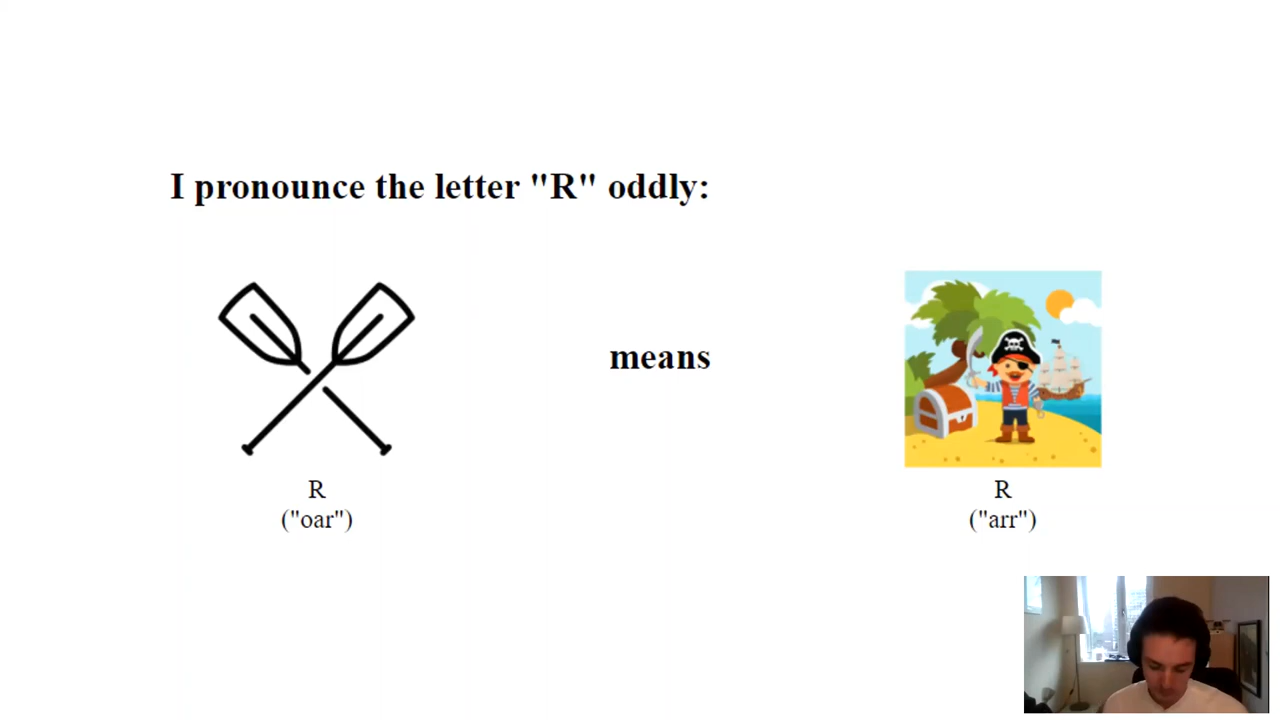 I pronounce the letter "R" oddly:
means
R
("oar")
R
("arr")